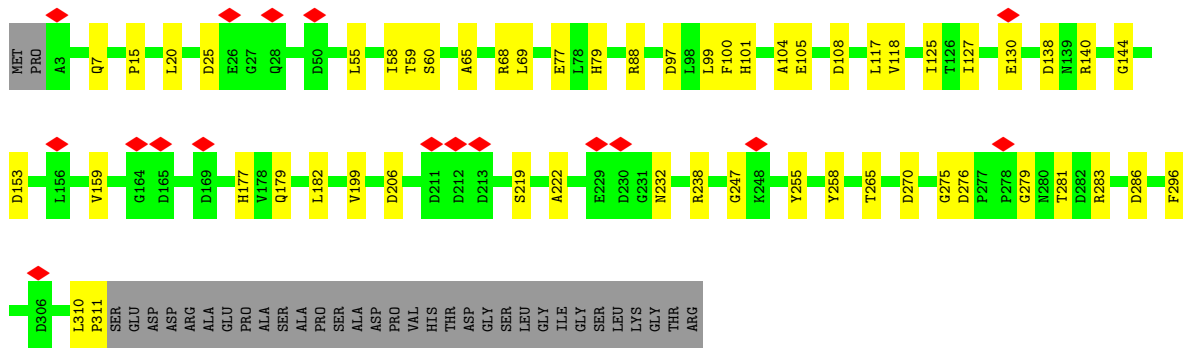 MET PRO A3 Q7 P15 L20 D25 E26 G27 Q28 D50 L55 I58 T59 S60 A65 R68 L69 E77 L78 H79 R88 D97 L98 L99 F100 H101 A104 E105 D108 L117 V118 I125 T126 I127 E130 D138 N139 R140 G144
D153 L156 V159 G164 D165 D169 H177 V178 Q179 L182 V199 D206 D211 D212 D213 S219 A222 E229 D230 G231 N232 R238 G247 K248 Y255 Y258 T265 D270 G275 D276 P277 P278 G279 N280 T281 D282 R283 D286 F296
D306 L310 P311 SER GLU ASP ASP ARG ALA GLU PRO ALA SER ALA PRO SER ALA ASP PRO VAL HIS THR ASP GLY SER LEU GLY ILE GLY SER LEU LYS GLY THR ARG